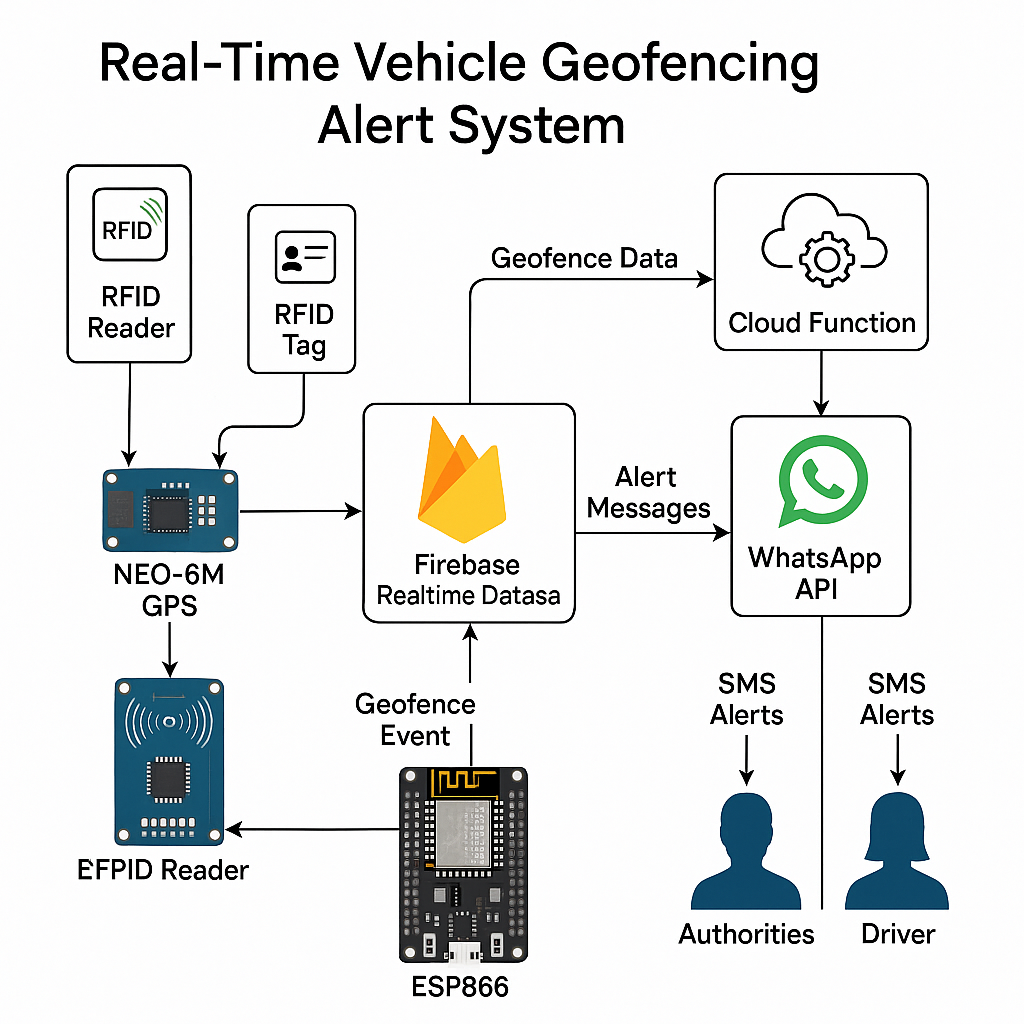 Real-Time Vehicle Geofencing
Alert System
RFID
RFID
Reader
RFID
Tag
Geofence Data
Cloud Function
Firebase
Realtime Datasa
Alert
Messages
WhatsApp
API
NEO-6M
GPS
Geofence
Event
EFPID Reader
ESP866
SMS
Alerts
SMS
Alerts
Authorities
Driver